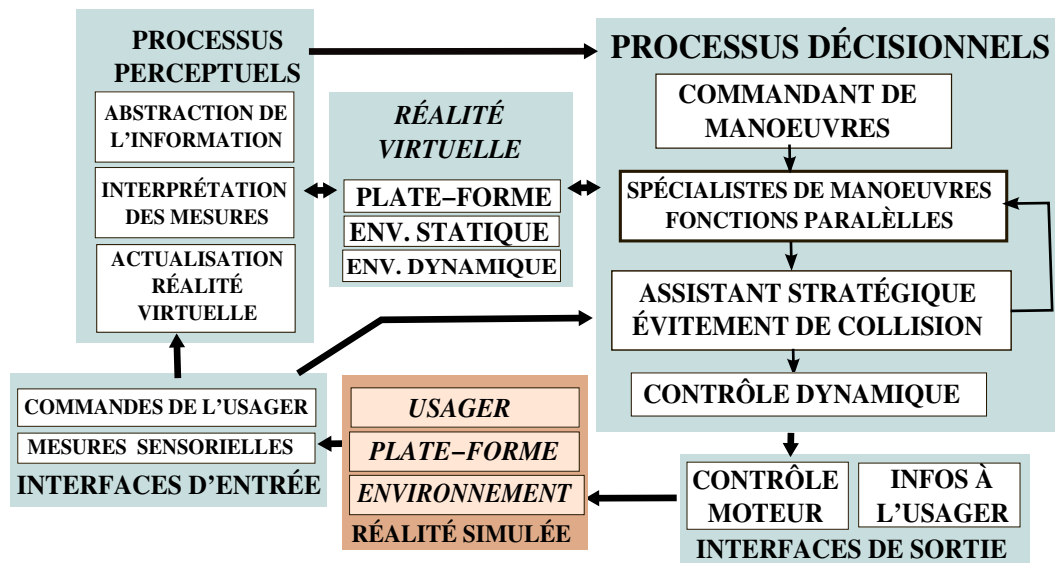 PROCESSUS
PERCEPTUELS
ABSTRACTION DE
L'INFORMATION
INTERPRÉTATION
DES MESURES
ACTUALISATION
RÉALITÉ
VIRTUELLE
RÉALITÉ
VIRTUELLE
PLATE−FORME
ENV. STATIQUE
ENV. DYNAMIQUE
PROCESSUS DÉCISIONNELS
COMMANDANT DE
MANOEUVRES
SPÉCIALISTES DE MANOEUVRES
FONCTIONS PARALÈLLES
ASSISTANT STRATÉGIQUE
ÉVITEMENT DE COLLISION
CONTRÔLE DYNAMIQUE
COMMANDES DE L'USAGER
MESURES SENSORIELLES
INTERFACES D'ENTRÉE
USAGER
PLATE−FORME
ENVIRONNEMENT
RÉALITÉ SIMULÉE
CONTRÔLE
MOTEUR
INFOS À
L'USAGER
INTERFACES DE SORTIE